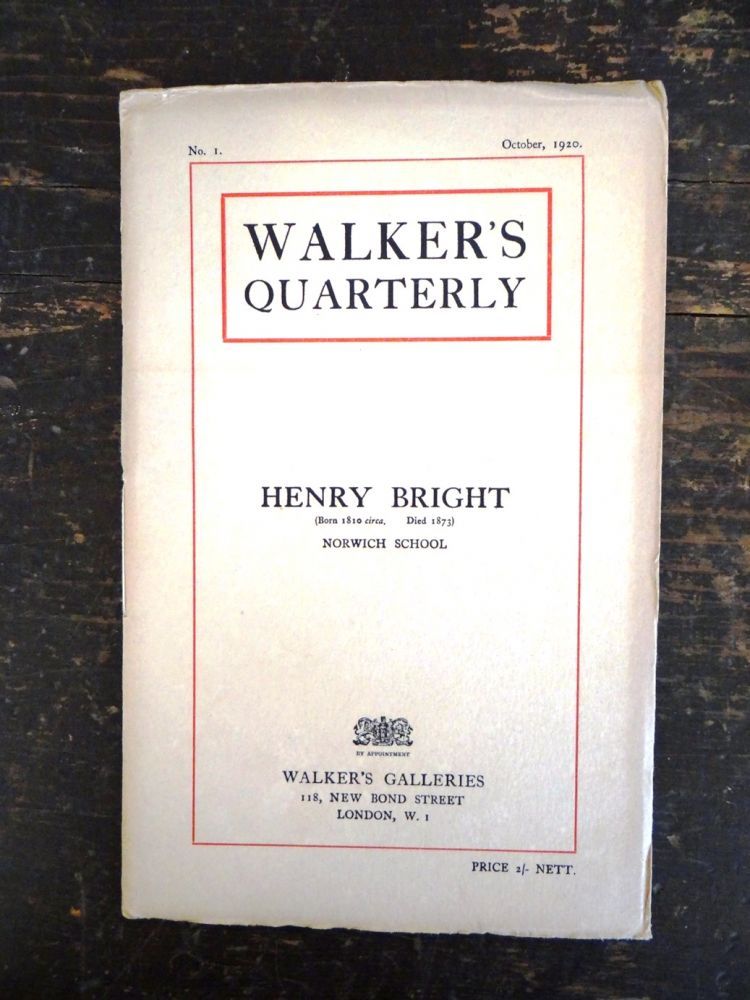 No. 1.
October, 1920.
WALKER'S
QUARTERLY
HENRY BRIGHT
(Born 1810 circa. Died 1873)
NORWICH SCHOOL
BY APPOINTMENT
WALKER'S GALLERIES
118, NEW BOND STREET
LONDON, W. 1
PRICE 2/- NETT.